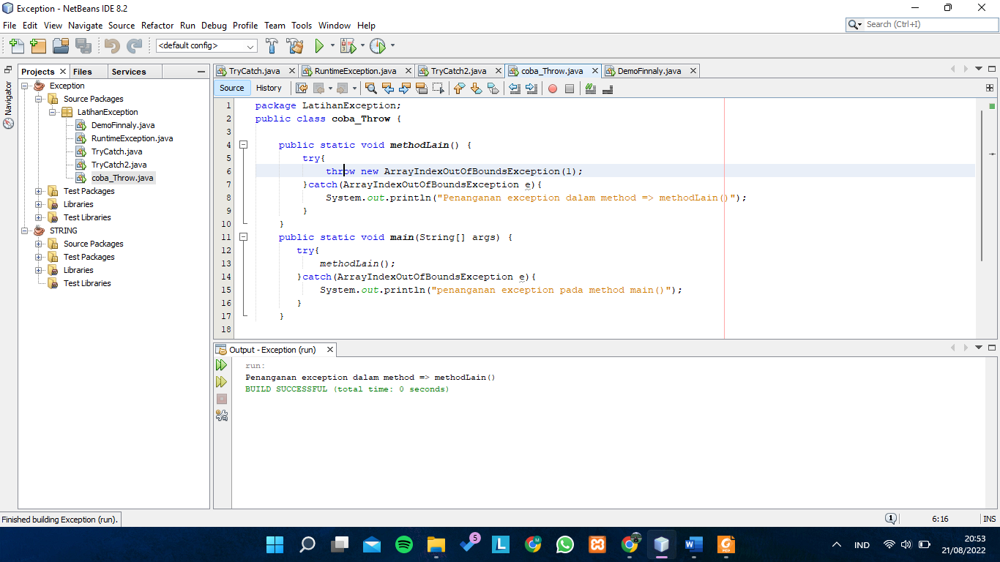 Exception - NetBeans IDE 8.2
File Edit View Navigate Source Refactor Run Debug Profile Team Tools Window Help
Search (Ctrl+I)
<default config>
Navigator
Projects Files Services
Exception
Source Packages
LatihanException
DemoFinnaly.java
RuntimeException.java
TryCatch.java
TryCatch2.java
coba_Throw.java
Test Packages
Libraries
Test Libraries
STRING
Source Packages
Test Packages
Libraries
Test Libraries
TryCatch.java RuntimeException.java TryCatch2.java coba_Throw.java DemoFinnaly.java
Source History
1 package LatihanException;
2 public class coba_Throw {
3
4 public static void methodLain() {
5 try{
6 throw new ArrayIndexOutOfBoundsException(1);
7 }catch(ArrayIndexOutOfBoundsException e){
8 System.out.println("Penanganan exception dalam method => methodLain()");
9 }
10 }
11 public static void main(String[] args) {
12 try{
13 methodLain();
14 }catch(ArrayIndexOutOfBoundsException e){
15 System.out.println("penanganan exception pada method main()");
16 }
17 }
18
Output - Exception (run)
run:
Penanganan exception dalam method => methodLain()
BUILD SUCCESSFUL (total time: 0 seconds)
Finished building Exception (run).
1 6:16 INS
5
L
M
W
PDF
IND
20:53
21/08/2022